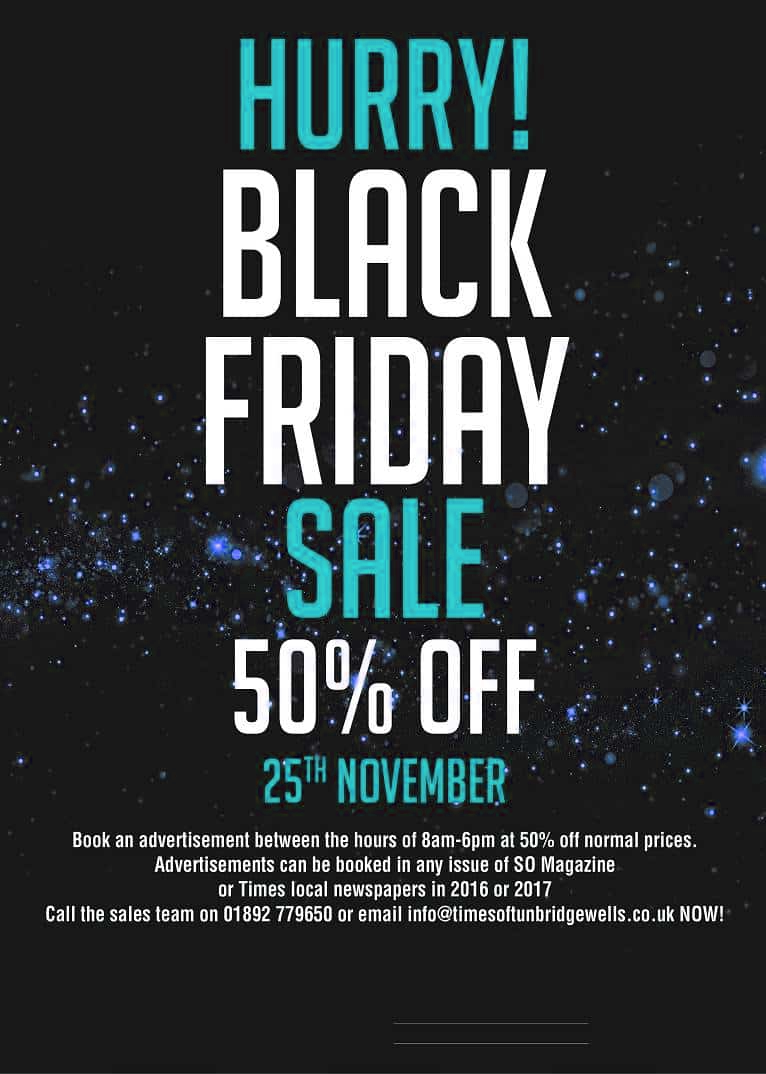 HURRY!
BLACK
FRIDAY
SALE
50% OFF
25TH NOVEMBER
Book an advertisement between the hours of 8am-6pm at 50% off normal prices.
Advertisements can be booked in any issue of SO Magazine
or Times local newspapers in 2016 or 2017
Call the sales team on 01892 779650 or email info@timesoftunbridgewells.co.uk NOW!